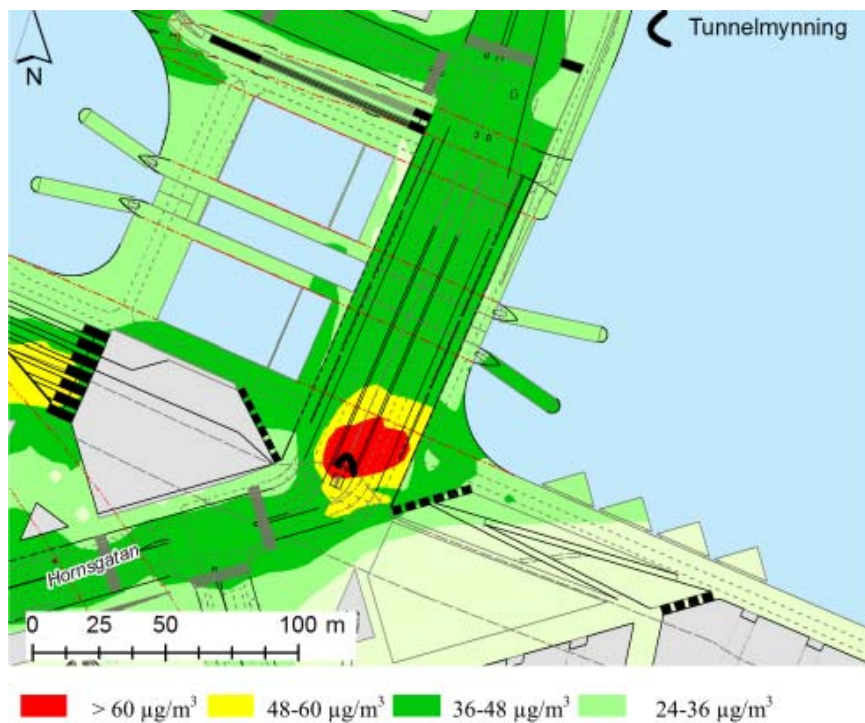 Tunnelmynning
N
Hornsgatan
0 25 50 100 m
> 60 µg/m³ 48-60 µg/m³ 36-48 µg/m³ 24-36 µg/m³